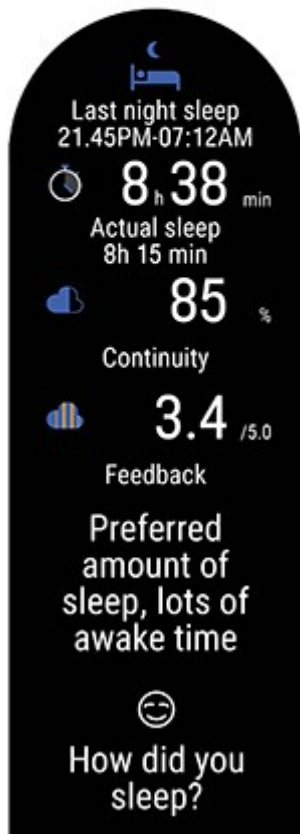 Last night sleep
21.45PM-07:12AM
8 h 38 min
Actual sleep
8h 15 min
85 %
Continuity
3.4 /5.0
Feedback
Preferred
amount of
sleep, lots of
awake time
How did you
sleep?